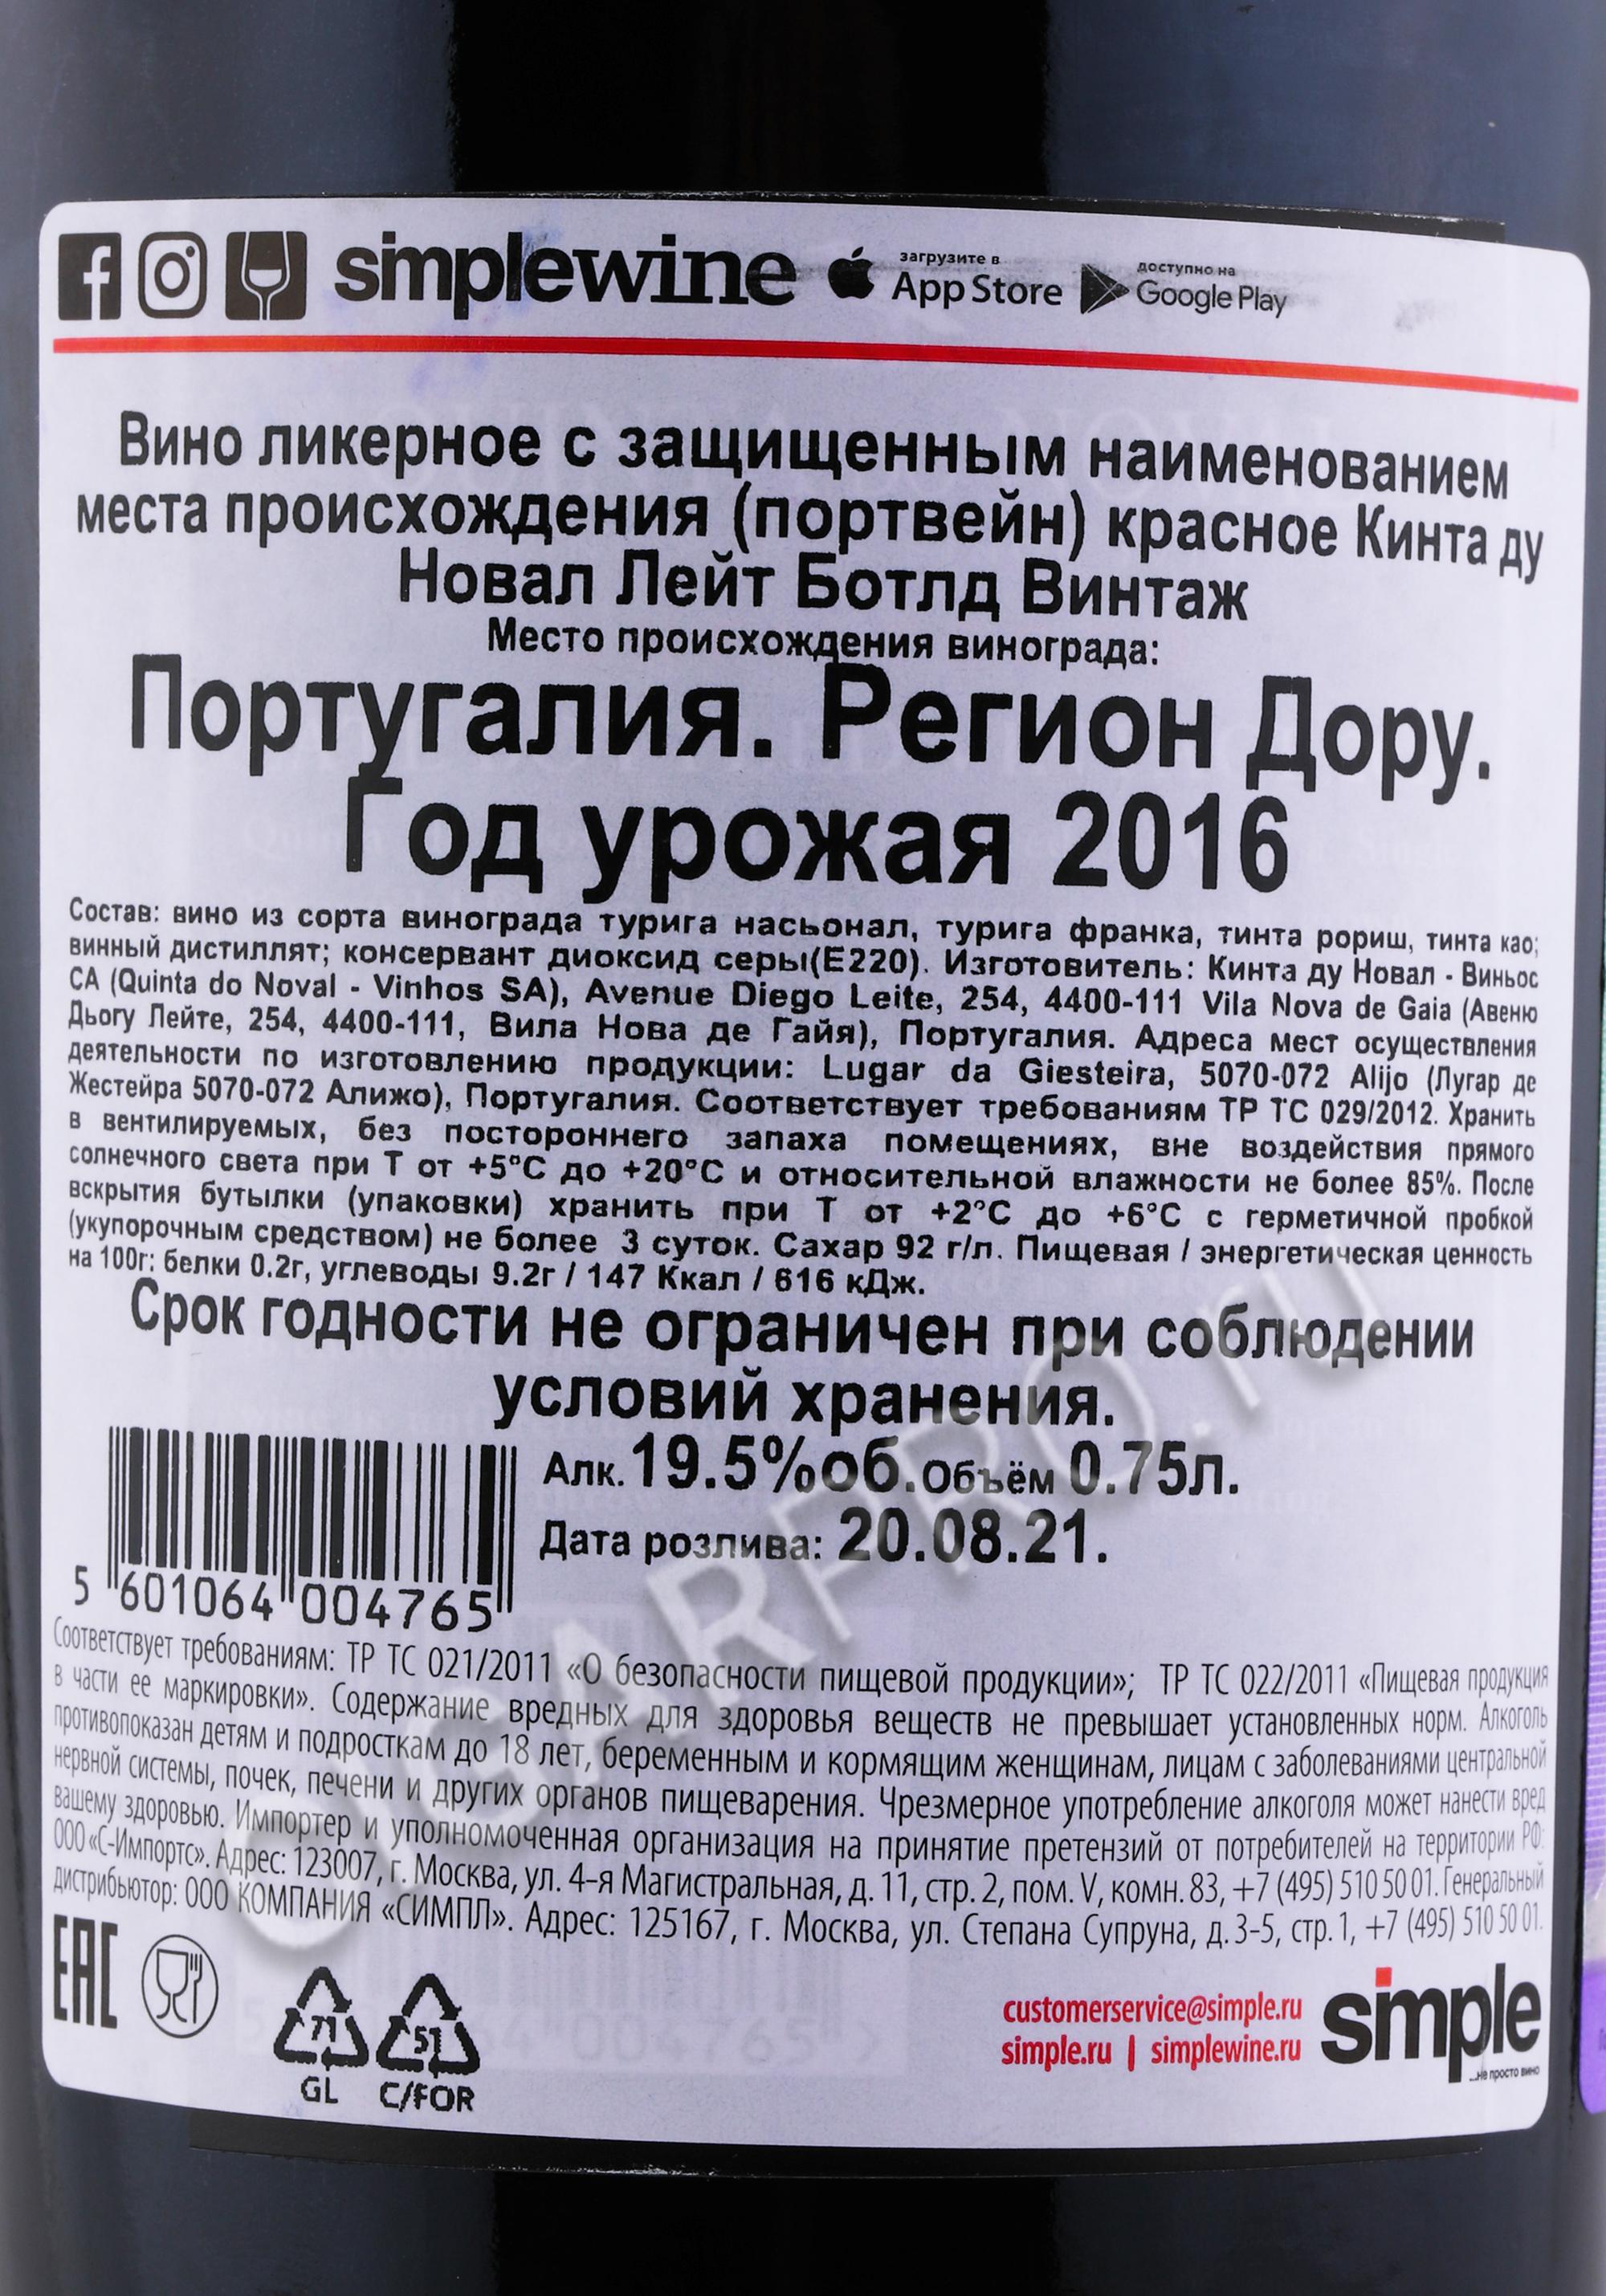 simplewine
загрузите в
App Store
доступно на
Google Play
Вино ликерное с защищенным наименованием
места происхождения (портвейн) красное Кинта ду
Новал Лейт Ботлд Винтаж
Место происхождения винограда:
Португалия. Регион Дору.
Год урожая 2016
Состав: вино из сорта винограда турига насьонал, турига франка, тинта рориш, тинта као;
винный дистиллят; консервант диоксид серы(Е220). Изготовитель: Кинта ду Новал - Виньос
СА (Quinta do Noval - Vinhos SA), Avenue Diego Leite, 254, 4400-111 Vila Nova de Gaia (Авеню
Дьогу Лейте, 254, 4400-111, Вила Нова де Гайя), Португалия. Адреса мест осуществления
деятельности по изготовлению продукции: Lugar da Giesteira, 5070-072 Alijo (Лугар де
Жестейра 5070-072 Алижо), Португалия. Соответствует требованиям ТР ТС 029/2012. Хранить
в вентилируемых, без постороннего запаха помещениях, вне воздействия прямого
солнечного света при Т от +5°С до +20°С и относительной влажности не более 85%. После
вскрытия бутылки (упаковки) хранить при Т от +2°С до +6°С с герметичной пробкой
(укупорочным средством) не более 3 суток. Сахар 92 г/л. Пищевая / энергетическая ценность
на 100г: белки 0.2г, углеводы 9.2г / 147 Ккал / 616 кДж.
Срок годности не ограничен при соблюдении
условий хранения.
Алк. 19.5%об. Объём 0.75л.
Дата розлива: 20.08.21.
5 601064 004765
Соответствует требованиям: ТР ТС 021/2011 «О безопасности пищевой продукции»; ТР ТС 022/2011 «Пищевая продукция
в части ее маркировки». Содержание вредных для здоровья веществ не превышает установленных норм. Алкоголь
противопоказан детям и подросткам до 18 лет, беременным и кормящим женщинам, лицам с заболеваниями центральной
нервной системы, почек, печени и других органов пищеварения. Чрезмерное употребление алкоголя может нанести вред
вашему здоровью. Импортер и уполномоченная организация на принятие претензий от потребителей на территории РФ:
ООО «С-Импортс». Адрес: 123007, г. Москва, ул. 4-я Магистральная, д. 11, стр. 2, пом. V, комн. 83, +7 (495) 510 50 01. Генеральный
дистрибьютор: ООО КОМПАНИЯ «СИМПЛ». Адрес: 125167, г. Москва, ул. Степана Супруна, д. 3-5, стр. 1, +7 (495) 510 50 01.
EAC
71
GL
51
C/FOR
customerservice@simple.ru
simple.ru | simplewine.ru
simple
...не просто вино
CIGARPRO.ru